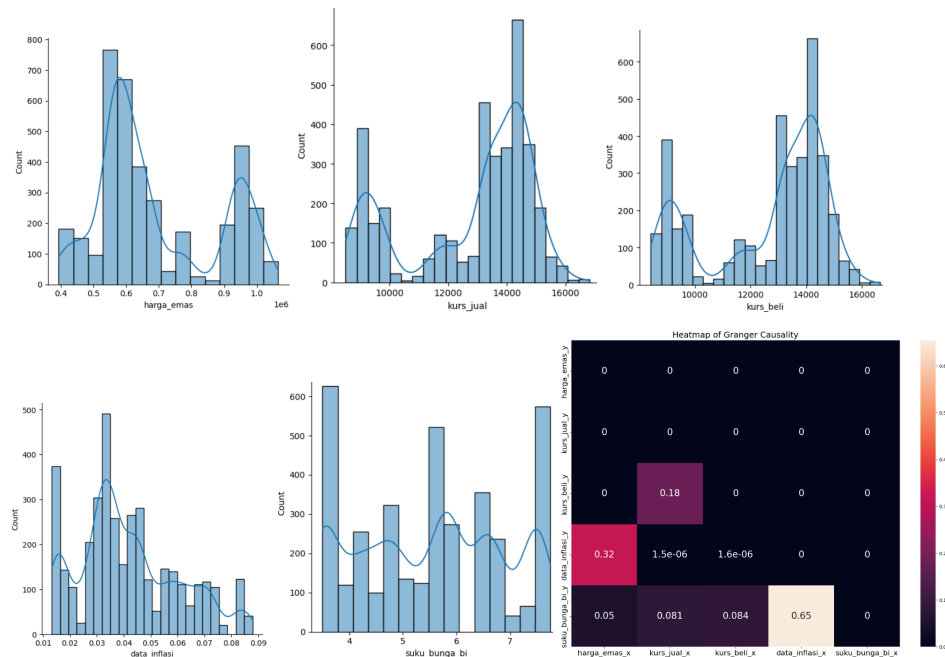 800
700
600
500
400
300
200
100
0
Count
0.4 0.5 0.6 0.7 0.8 0.9 1.0
1e6
harga_emas
600
500
400
300
200
100
0
Count
10000 12000 14000 16000
kurs_jual
600
500
400
300
200
100
0
Count
10000 12000 14000 16000
kurs_beli
500
400
300
200
100
0
Count
0.01 0.02 0.03 0.04 0.05 0.06 0.07 0.08 0.09
data_inflasi
600
500
400
300
200
100
0
Count
4 5 6 7
suku_bunga_bi
Heatmap of Granger Causality
harga_emas_y
0 0 0 0 0
kurs_jual_y
0 0 0 0 0
kurs_beli_y
0 0.18 0 0 0
data_inflasi_y
0.32 1.5e-06 1.6e-06 0 0
suku_bunga_bi_y
0.05 0.081 0.084 0.65 0
harga_emas_x kurs_jual_x kurs_beli_x data_inflasi_x suku_bunga_bi_x